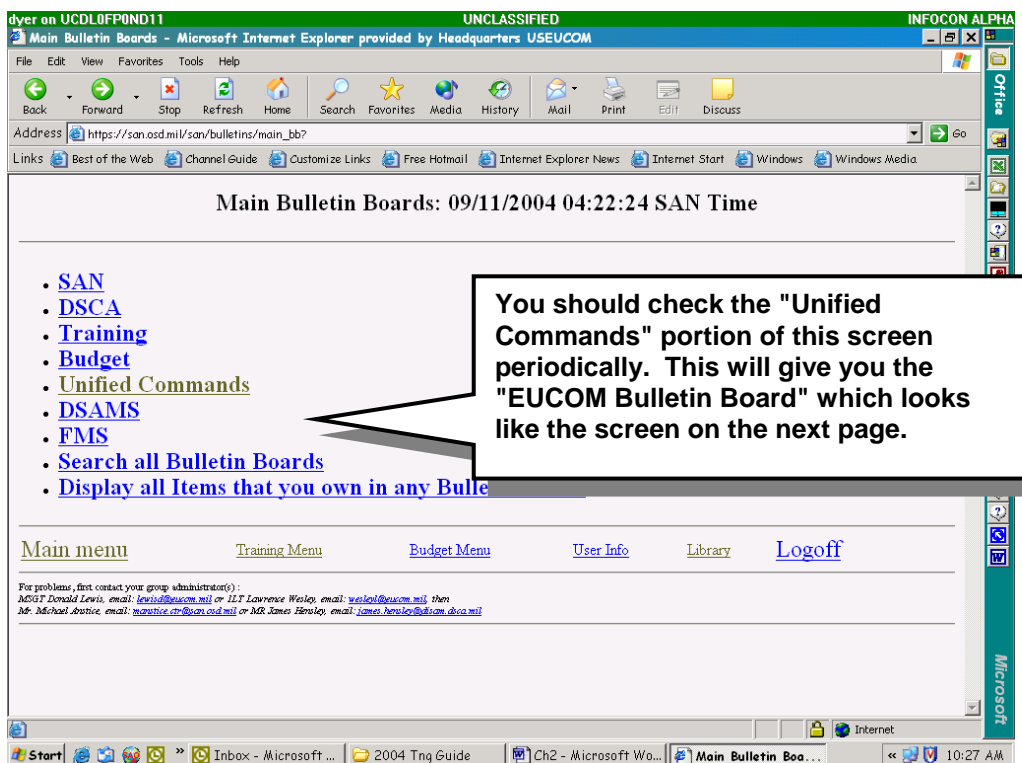 dyer on UCDL0FP0ND11 UNCLASSIFIED INFOCON ALPHA
Main Bulletin Boards - Microsoft Internet Explorer provided by Headquarters USEUCOM
File Edit View Favorites Tools Help
Back Forward Stop Refresh Home Search Favorites Media History Mail Print Edit Discuss
Address https://san.osd.mil/san/bulletins/main_bb? Go
Links Best of the Web Channel Guide Customize Links Free Hotmail Internet Explorer News Internet Start Windows Windows Media
Office
Main Bulletin Boards: 09/11/2004 04:22:24 SAN Time
• SAN
• DSCA
• Training
• Budget
• Unified Commands
• DSAMS
• FMS
• Search all Bulletin Boards
• Display all Items that you own in any Bulle
You should check the "Unified
Commands" portion of this screen
periodically. This will give you the
"EUCOM Bulletin Board" which looks
like the screen on the next page.
Main menu Training Menu Budget Menu User Info Library Logoff
For problems, first contact your group administrator(s) :
MSGT Donald Lewis, email: lewisd@eucom.mil or 1LT Lawrence Wesley, email: wesleyl@eucom.mil, then
Mr. Michael Anstice, email: manstice.ctr@san.osd.mil or MR James Hensley, email: james.hensley@disam.dsca.mil
Microsoft
Internet
Start » Inbox - Microsoft ... 2004 Tng Guide Ch2 - Microsoft Wo... Main Bulletin Boa... « 10:27 AM